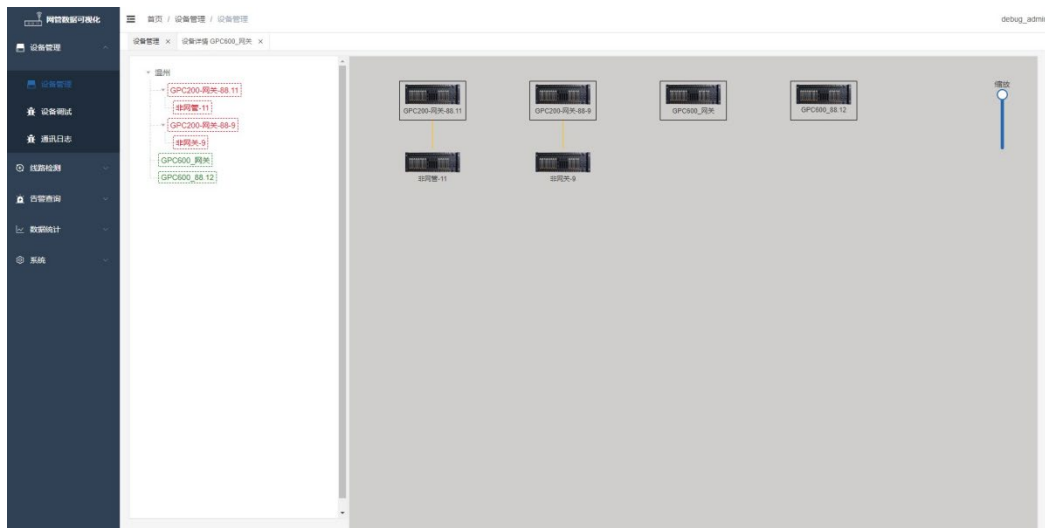 网管数据可视化
首页 / 设备管理 / 设备管理
debug_admin
设备管理
设备管理 × 设备详情 GPC600_网关 ×
设备管理
设备调试
通讯日志
线路检测
告警查询
数据统计
系统
温州
GPC200-网关-88.11
非网管-11
GPC200-网关-88-9
非网关-9
GPC600_网关
GPC600_88.12
GPC200-网关-88.11
GPC200-网关-88-9
GPC600_网关
GPC600_88.12
缩放
非网管-11
非网关-9